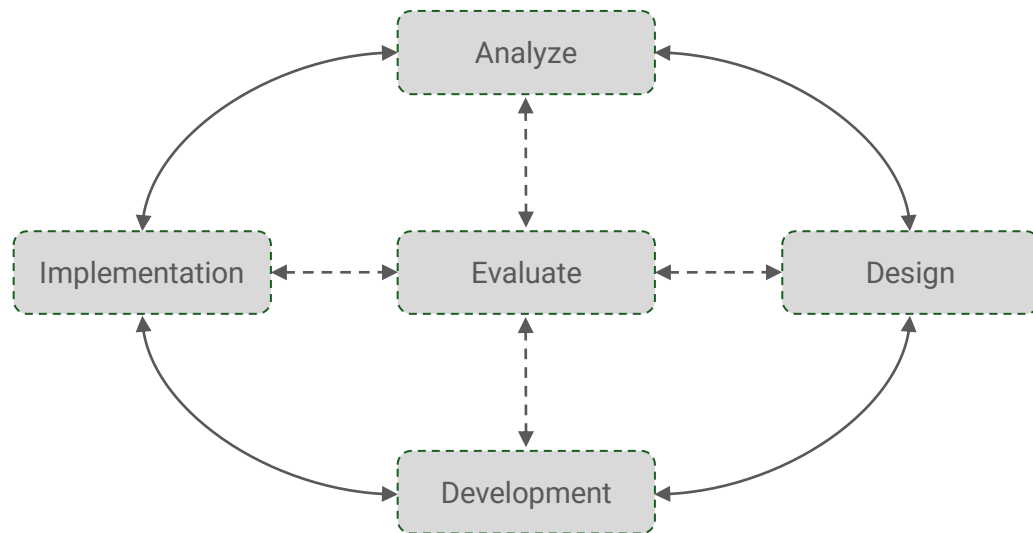 Analyze
Implementation
Evaluate
Design
Development